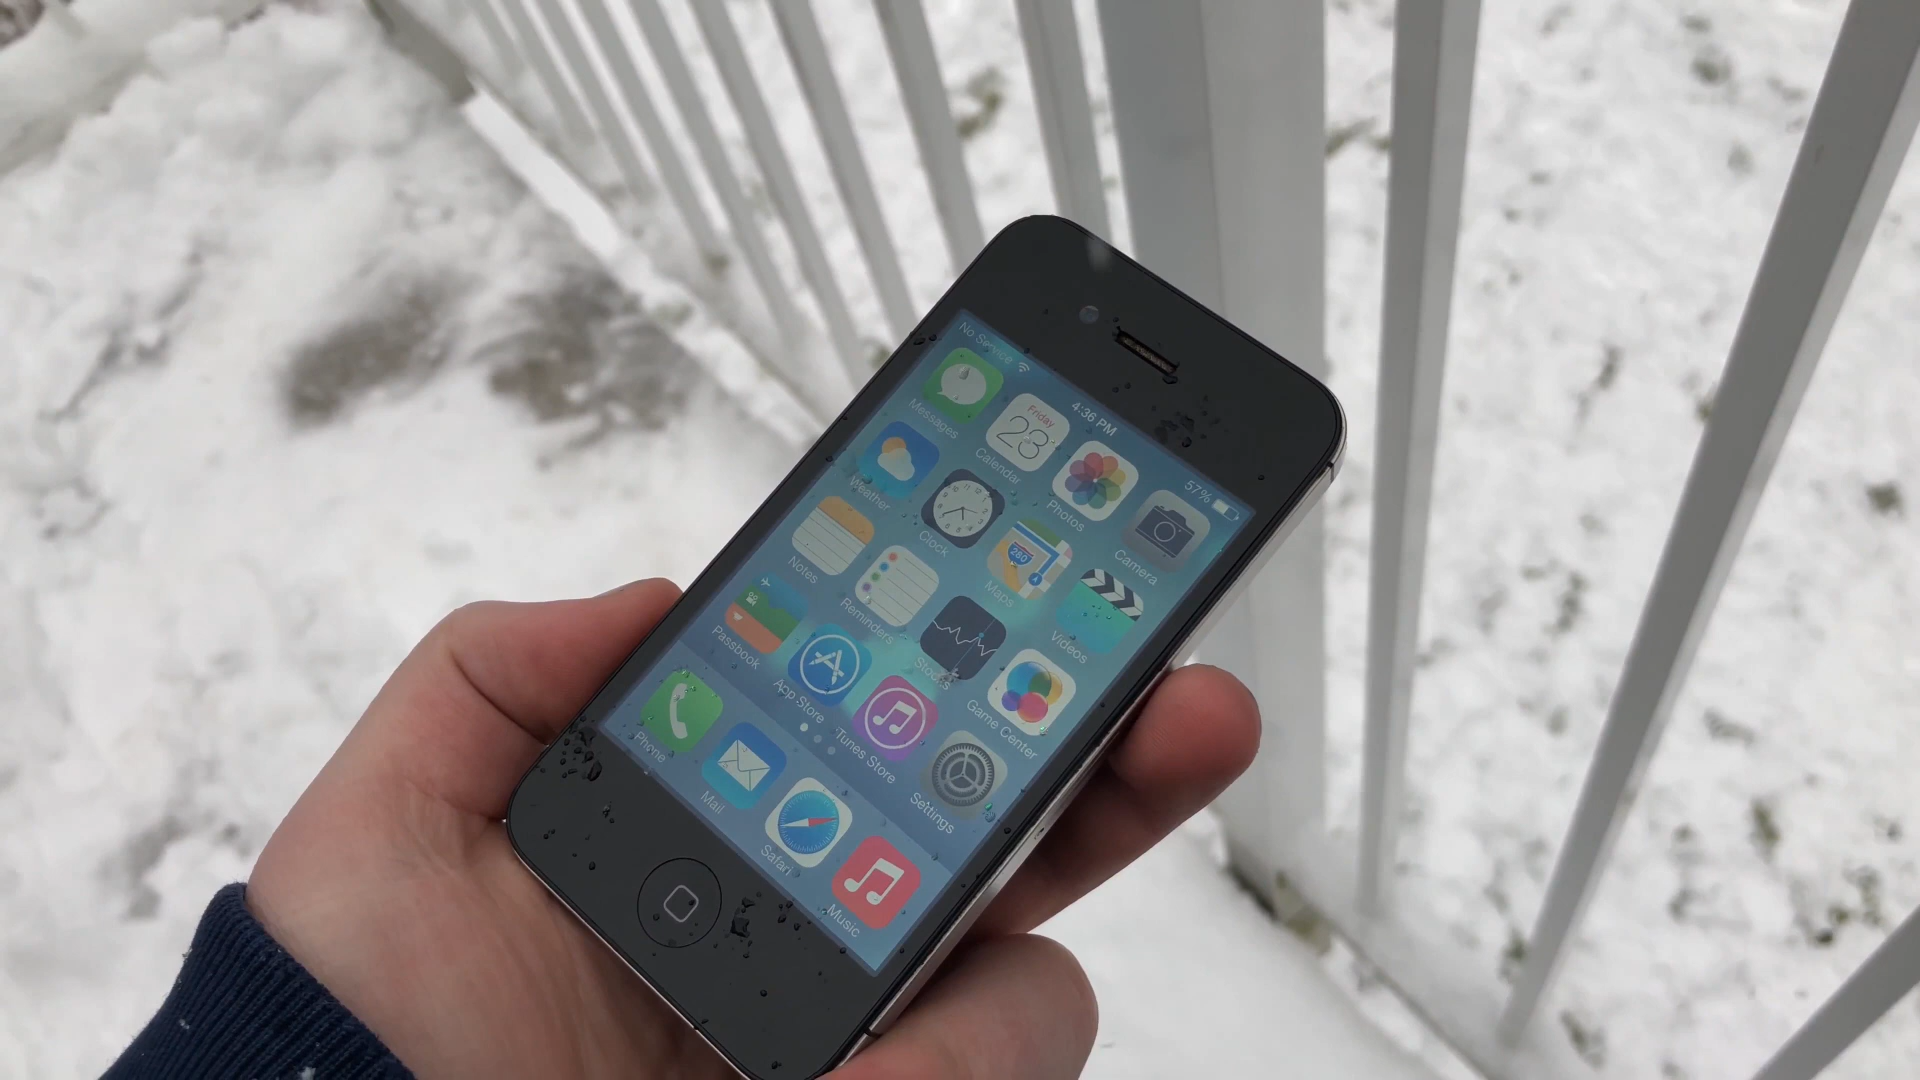 No Service
4:36 PM
57%
Messages
Friday
23
Calendar
Photos
Camera
Weather
Clock
280
Maps
Videos
Notes
Reminders
Stocks
Game Center
Passbook
App Store
iTunes Store
Settings
Phone
Mail
Safari
Music